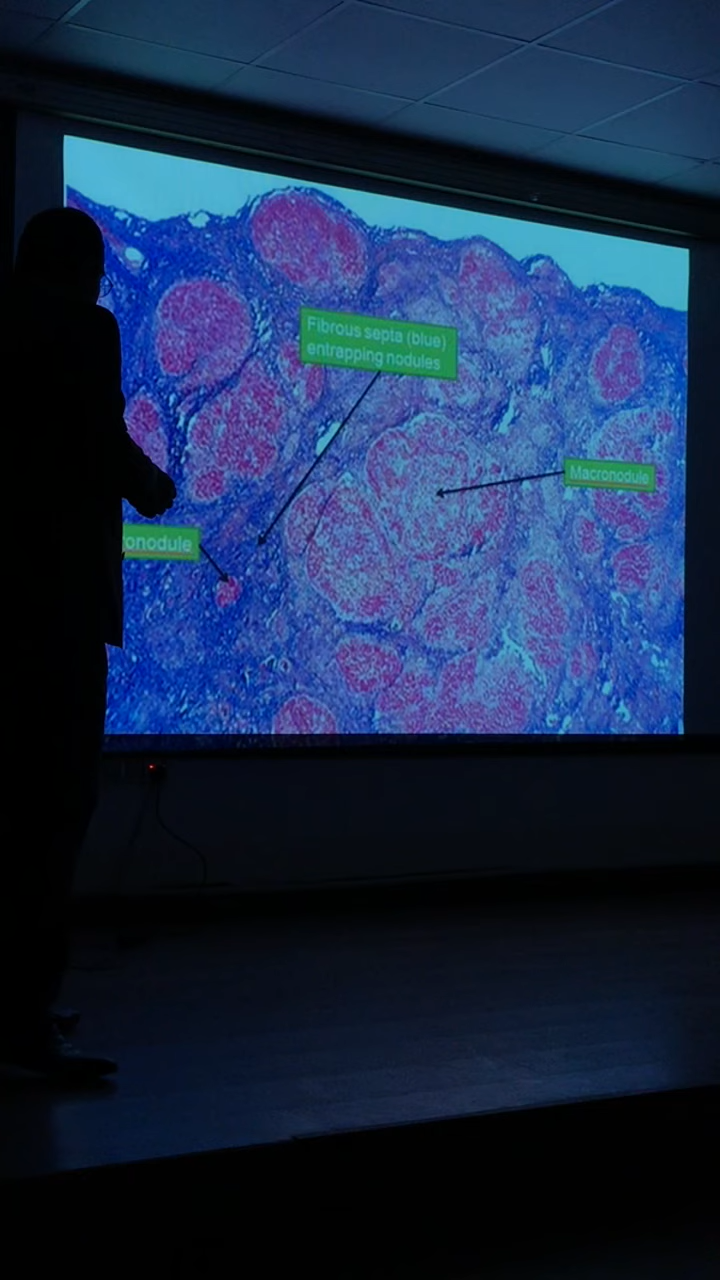 Fibrous septa (blue)
entrapping nodules
Macronodule
onodule